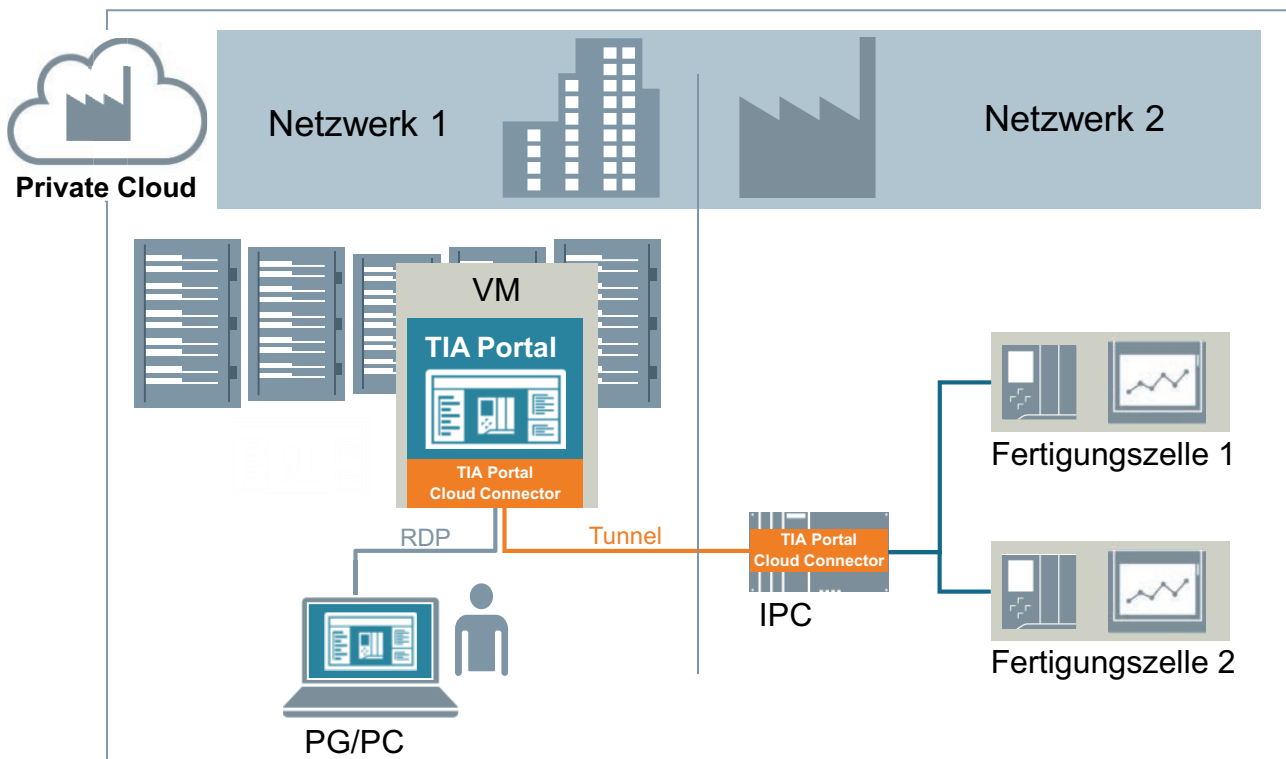 Private Cloud
Netzwerk 1
Netzwerk 2
VM
TIA Portal
TIA Portal
Cloud Connector
RDP
Tunnel
TIA Portal
Cloud Connector
IPC
PG/PC
Fertigungszelle 1
Fertigungszelle 2